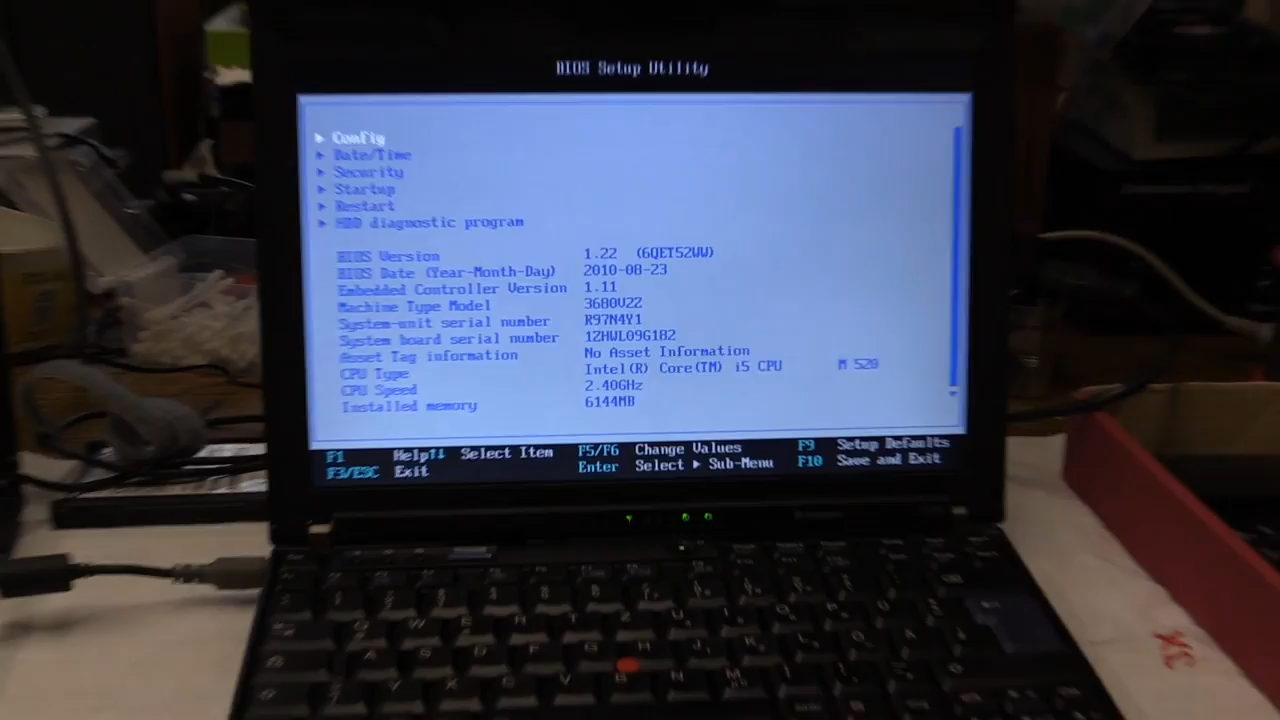 BIOS Setup Utility
Config
Date/Time
Security
Startup
Restart
HDD diagnostic program
BIOS Version 1.22 (6QET52WW)
BIOS Date (Year-Month-Day) 2010-08-23
Embedded Controller Version 1.11
Machine Type Model 3680V2Z
System-unit serial number R97N4Y1
System board serial number 1ZHWL09G182
Asset Tag information No Asset Information
CPU Type Intel(R) Core(TM) i5 CPU M 520
CPU Speed 2.40GHz
Installed memory 6144MB
F1 Help ↑↓ Select Item F5/F6 Change Values F9 Setup Defaults
F3/ESC Exit Enter Select ▶ Sub-Menu F10 Save and Exit